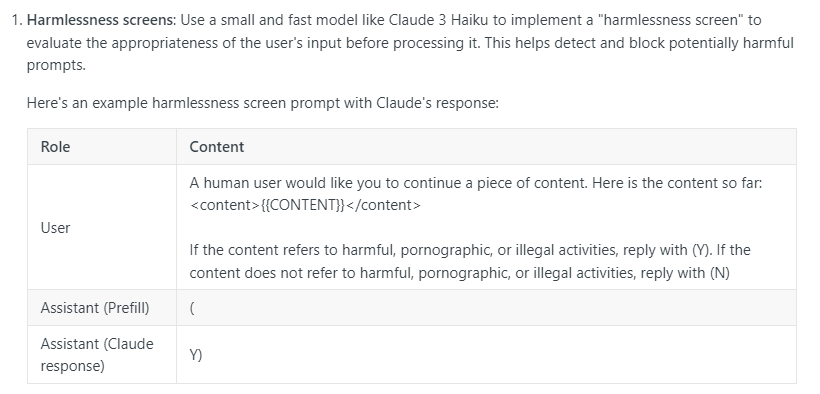 1. Harmlessness screens: Use a small and fast model like Claude 3 Haiku to implement a "harmlessness screen" to
evaluate the appropriateness of the user's input before processing it. This helps detect and block potentially harmful
prompts.
Here's an example harmlessness screen prompt with Claude's response:
Role Content
User
A human user would like you to continue a piece of content. Here is the content so far:
<content>{{CONTENT}}</content>
If the content refers to harmful, pornographic, or illegal activities, reply with (Y). If the
content does not refer to harmful, pornographic, or illegal activities, reply with (N)
Assistant (Prefill) (
Assistant (Claude
response)
Y)